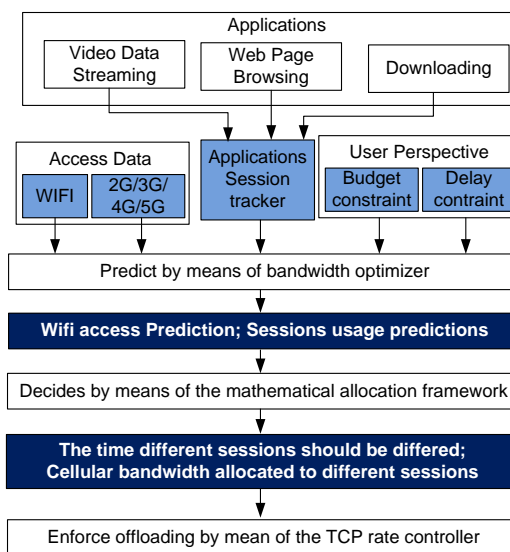 Applications
Video Data
Streaming
Web Page
Browsing
Downloading
Access Data
WIFI
2G/3G/
4G/5G
Applications
Session
tracker
User Perspective
Budget
constraint
Delay
contraint
Predict by means of bandwidth optimizer
Wifi access Prediction; Sessions usage predictions
Decides by means of the mathematical allocation framework
The time different sessions should be differed;
Cellular bandwidth allocated to different sessions
Enforce offloading by mean of the TCP rate controller